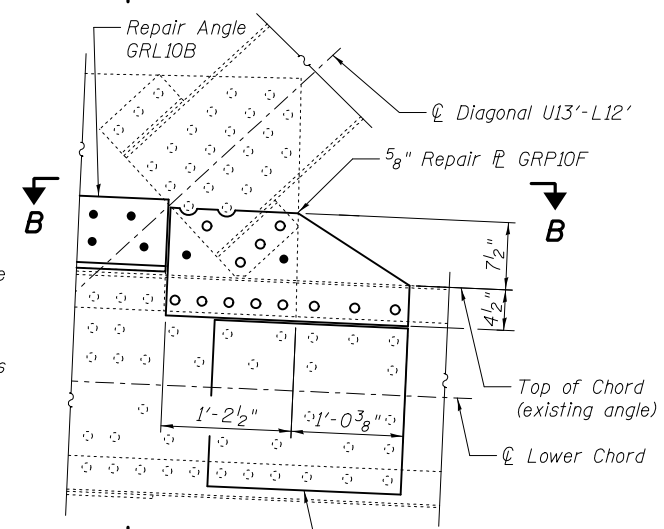 Repair Angle
GRL10B
℄ Diagonal U13'-L12'
5/8" Repair ℙL GRP10F
B
B
7 1/2"
4 1/2"
e
s
1'-2 1/2"
1'-0 3/8"
Top of Chord
(existing angle)
℄ Lower Chord